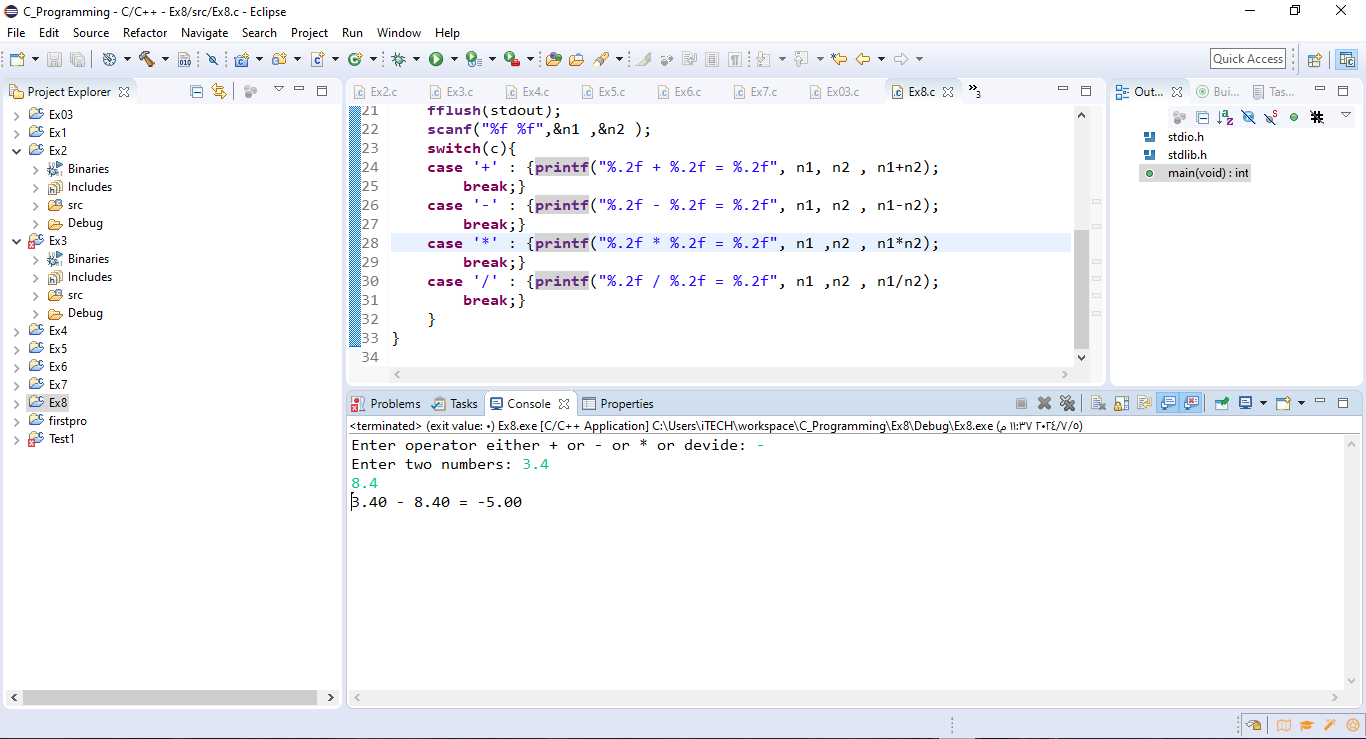 C_Programming - C/C++ - Ex8/src/Ex8.c - Eclipse
File Edit Source Refactor Navigate Search Project Run Window Help
Quick Access
Project Explorer
Ex03
Ex1
Ex2
Binaries
Includes
src
Debug
Ex3
Binaries
Includes
src
Debug
Ex4
Ex5
Ex6
Ex7
Ex8
firstpro
Test1
Ex2.c Ex3.c Ex4.c Ex5.c Ex6.c Ex7.c Ex03.c Ex8.c »3
21 fflush(stdout);
22 scanf("%f %f",&n1 ,&n2 );
23 switch(c){
24 case '+' : {printf("%.2f + %.2f = %.2f", n1, n2 , n1+n2);
25 break;}
26 case '-' : {printf("%.2f - %.2f = %.2f", n1, n2 , n1-n2);
27 break;}
28 case '*' : {printf("%.2f * %.2f = %.2f", n1 ,n2 , n1*n2);
29 break;}
30 case '/' : {printf("%.2f / %.2f = %.2f", n1 ,n2 , n1/n2);
31 break;}
32 }
33 }
34
Out... Bui... Tas...
stdio.h
stdlib.h
main(void) : int
Problems Tasks Console Properties
<terminated> (exit value: ٠) Ex8.exe [C/C++ Application] C:\Users\iTECH\workspace\C_Programming\Ex8\Debug\Ex8.exe (٢٠٢٤/٧/٥ ١١:٣٧ م)
Enter operator either + or - or * or devide: -
Enter two numbers: 3.4
8.4
3.40 - 8.40 = -5.00